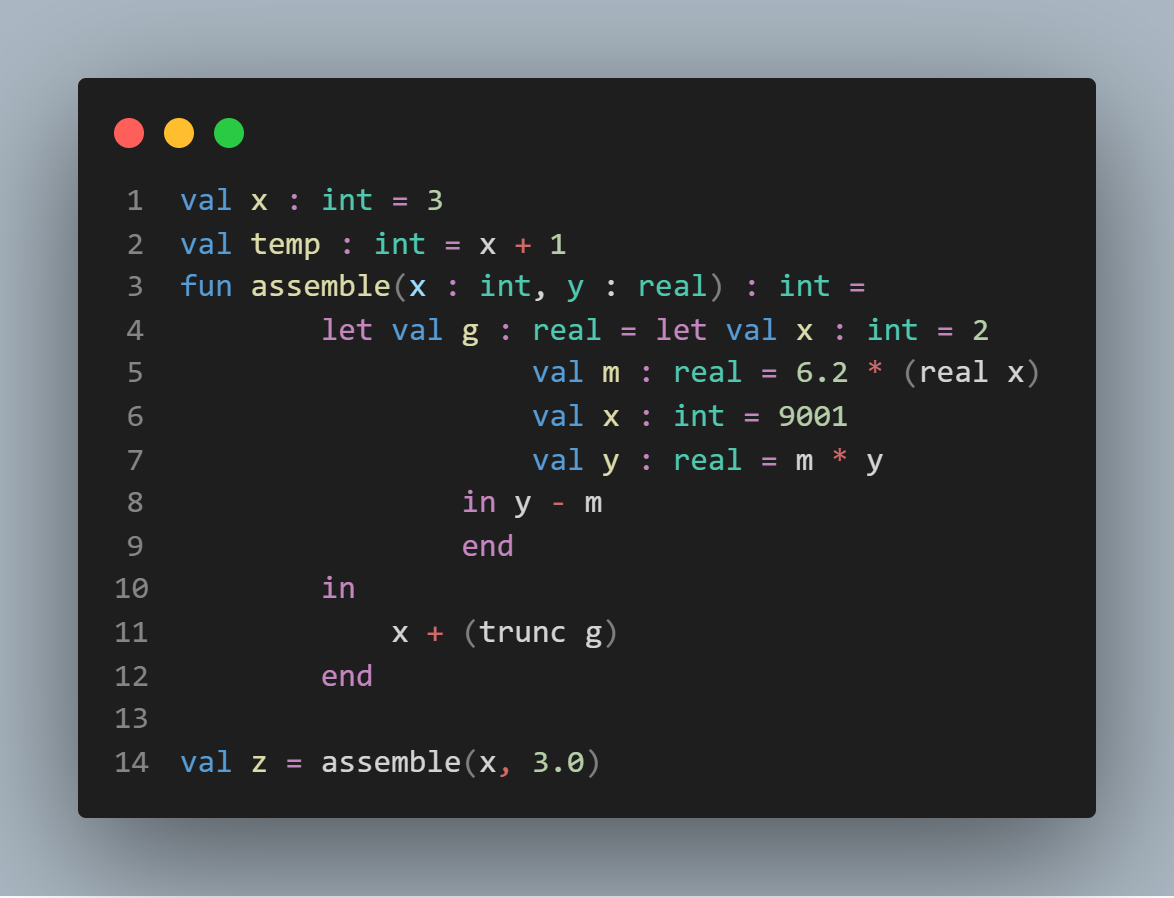 1 val x : int = 3
2 val temp : int = x + 1
3 fun assemble(x : int, y : real) : int =
4         let val g : real = let val x : int = 2
5                     val m : real = 6.2 * (real x)
6                     val x : int = 9001
7                     val y : real = m * y
8                 in y - m
9                 end
10         in
11             x + (trunc g)
12         end
13
14 val z = assemble(x, 3.0)